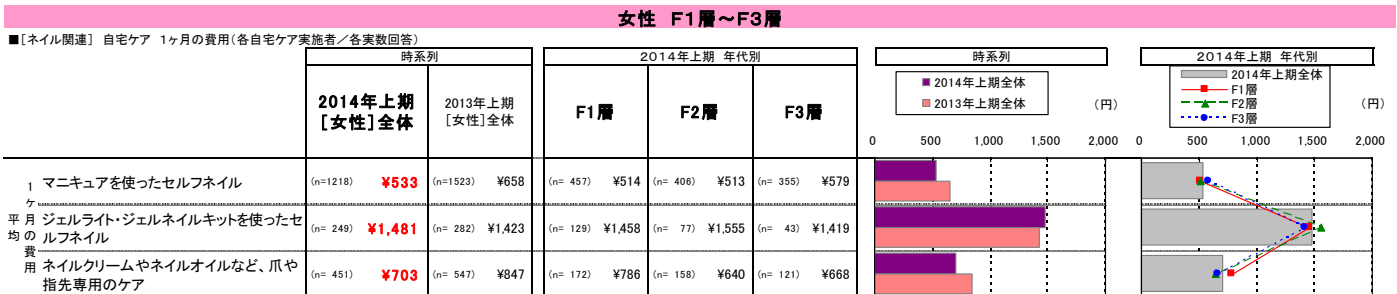 女性 F1層～F3層
■[ネイル関連] 自宅ケア 1ヶ月の費用(各自宅ケア実施者／各実数回答)
時系列
2014年上期 年代別
時系列
2014年上期 年代別
2014年上期
[女性]全体
2013年上期
[女性]全体
F1層
F2層
F3層
2014年上期全体
2013年上期全体
(円)
0 500 1,000 1,500 2,000
2014年上期全体
F1層
F2層
F3層
(円)
0 500 1,000 1,500 2,000
1ヶ月の費用
平均
マニキュアを使ったセルフネイル
(n=1218) ¥533 (n=1523) ¥658 (n= 457) ¥514 (n= 406) ¥513 (n= 355) ¥579
ジェルライト・ジェルネイルキットを使ったセ
ルフネイル
(n= 249) ¥1,481 (n= 282) ¥1,423 (n= 129) ¥1,458 (n= 77) ¥1,555 (n= 43) ¥1,419
ネイルクリームやネイルオイルなど、爪や
指先専用のケア
(n= 451) ¥703 (n= 547) ¥847 (n= 172) ¥786 (n= 158) ¥640 (n= 121) ¥668